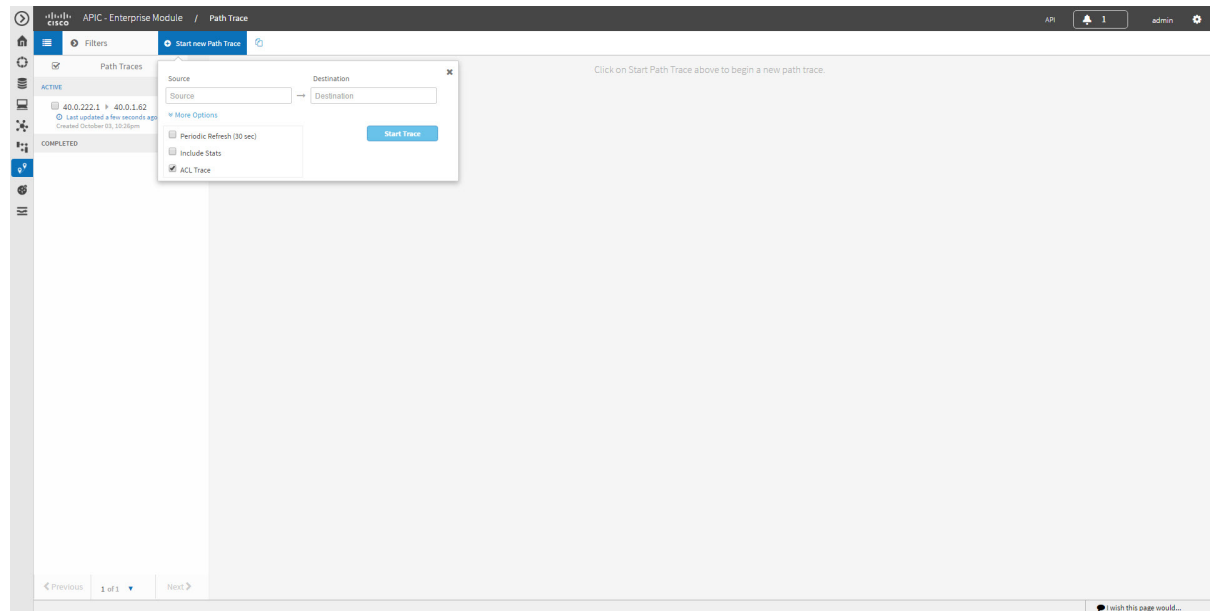 cisco APIC - Enterprise Module / Path Trace API 1 admin
Filters Start new Path Trace
Path Traces
Click on Start Path Trace above to begin a new path trace.
Source Destination
Source Destination
More Options
Periodic Refresh (30 sec)
Include Stats
ACL Trace
Start Trace
ACTIVE
40.0.222.1 40.0.1.62
Last updated a few seconds ago
Created October 03, 10:26pm
COMPLETED
Previous 1 of 1 Next
I wish this page would...